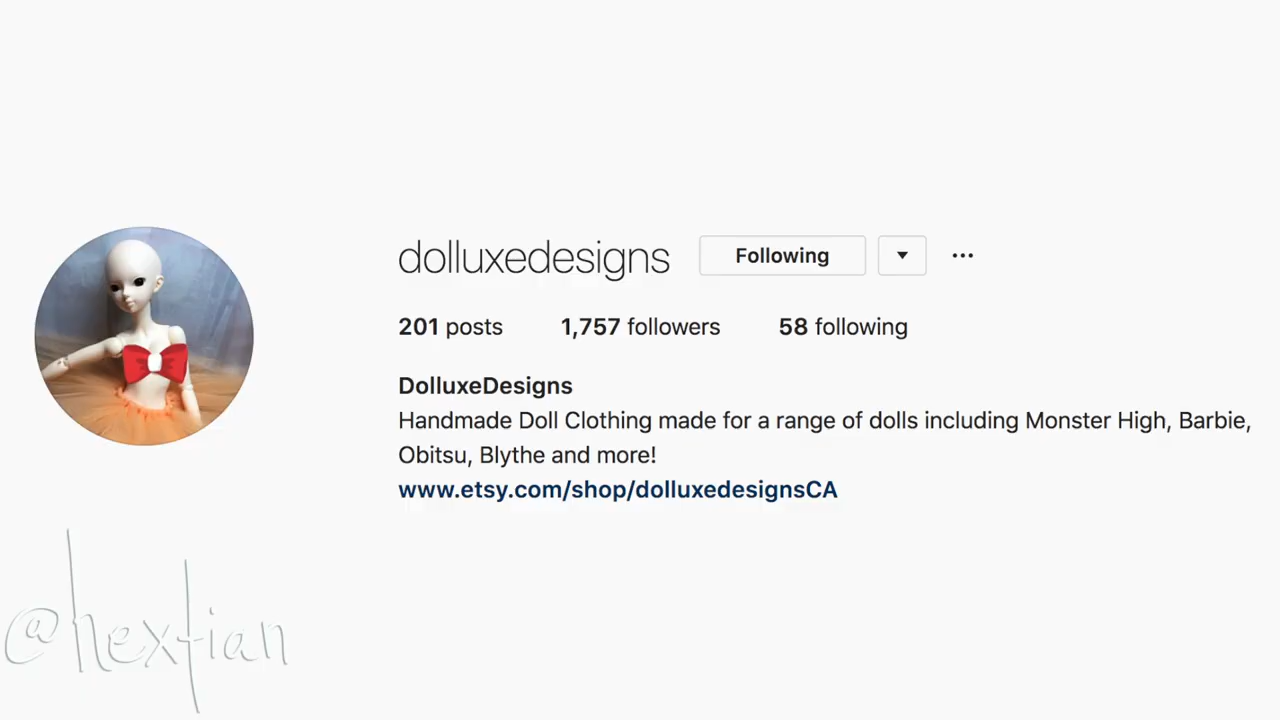 dolluxedesigns Following ...
201 posts 1,757 followers 58 following
DolluxeDesigns
Handmade Doll Clothing made for a range of dolls including Monster High, Barbie,
Obitsu, Blythe and more!
www.etsy.com/shop/dolluxedesignsCA
@hextian